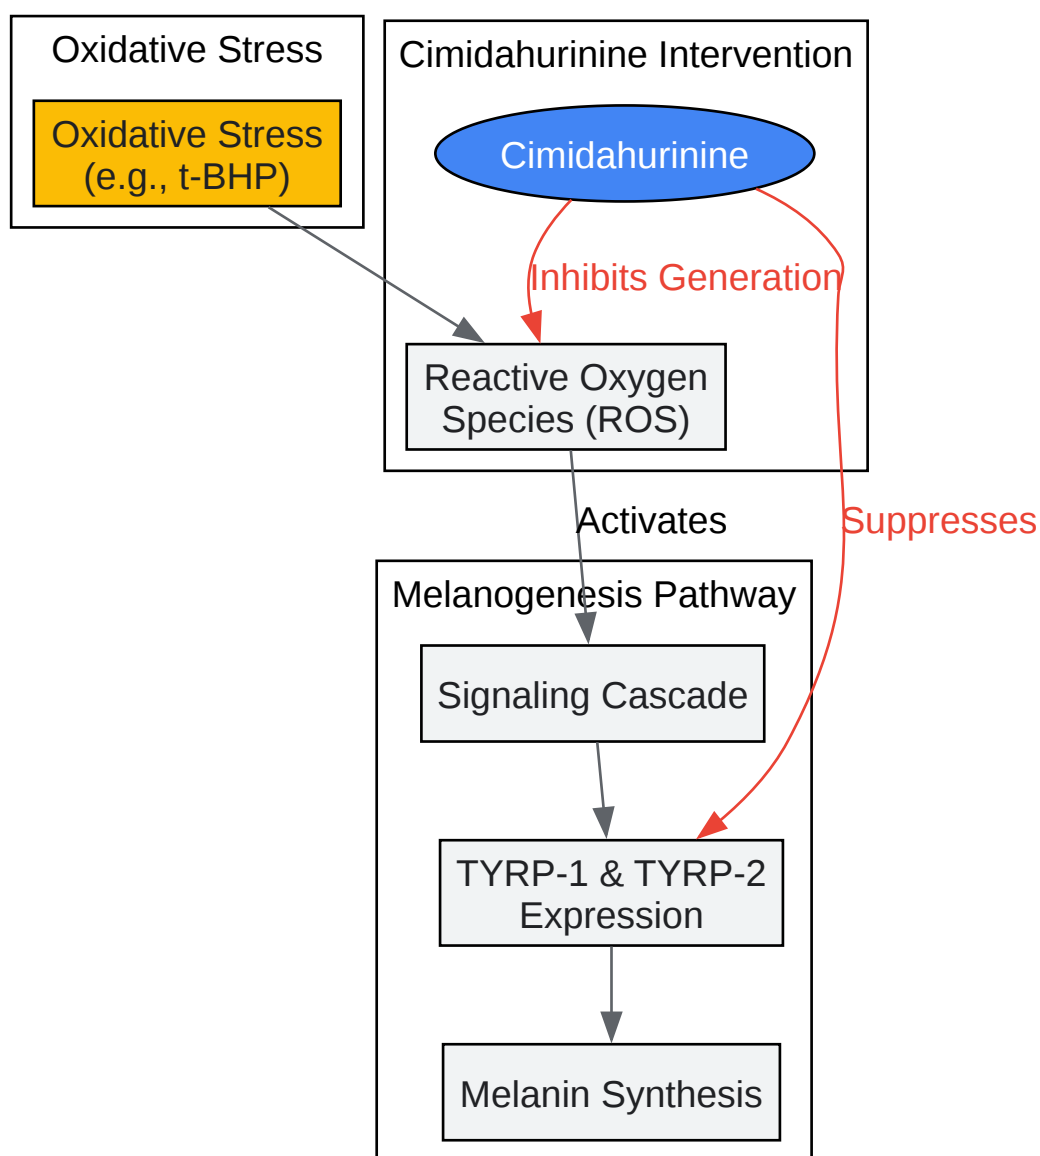 Oxidative Stress
Oxidative Stress
(e.g., t-BHP)
Cimidahurinine Intervention
Cimidahurinine
Inhibits Generation
Reactive Oxygen
Species (ROS)
Activates
Suppresses
Melanogenesis Pathway
Signaling Cascade
TYRP-1 & TYRP-2
Expression
Melanin Synthesis